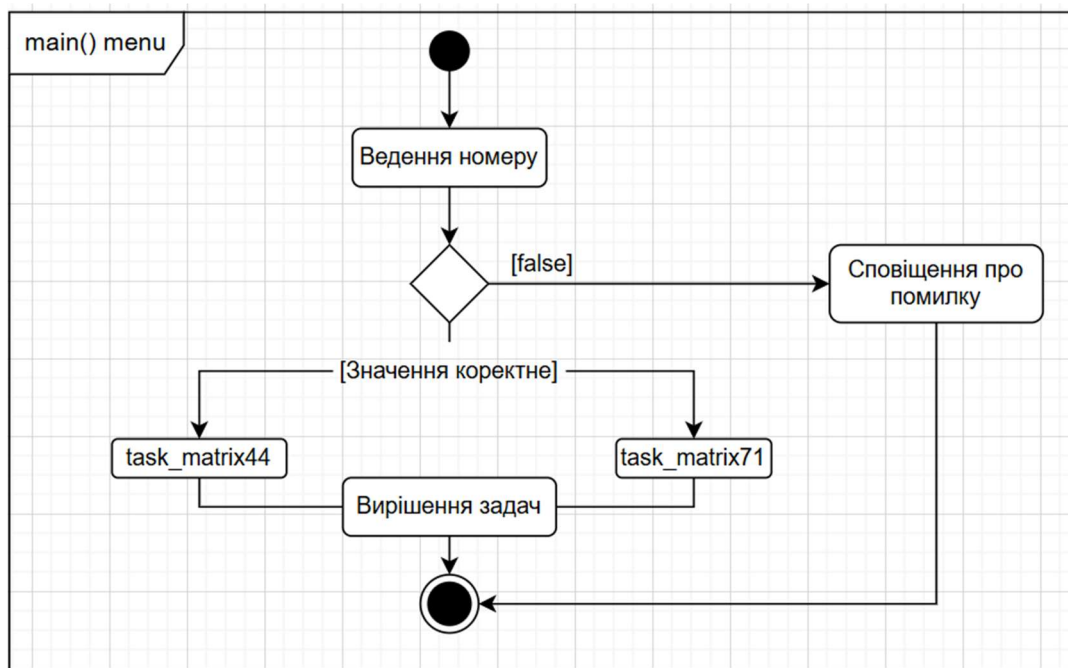 main() menu
Ведення номеру
[false]
Сповіщення про
помилку
[Значення коректне]
task_matrix44
task_matrix71
Вирішення задач